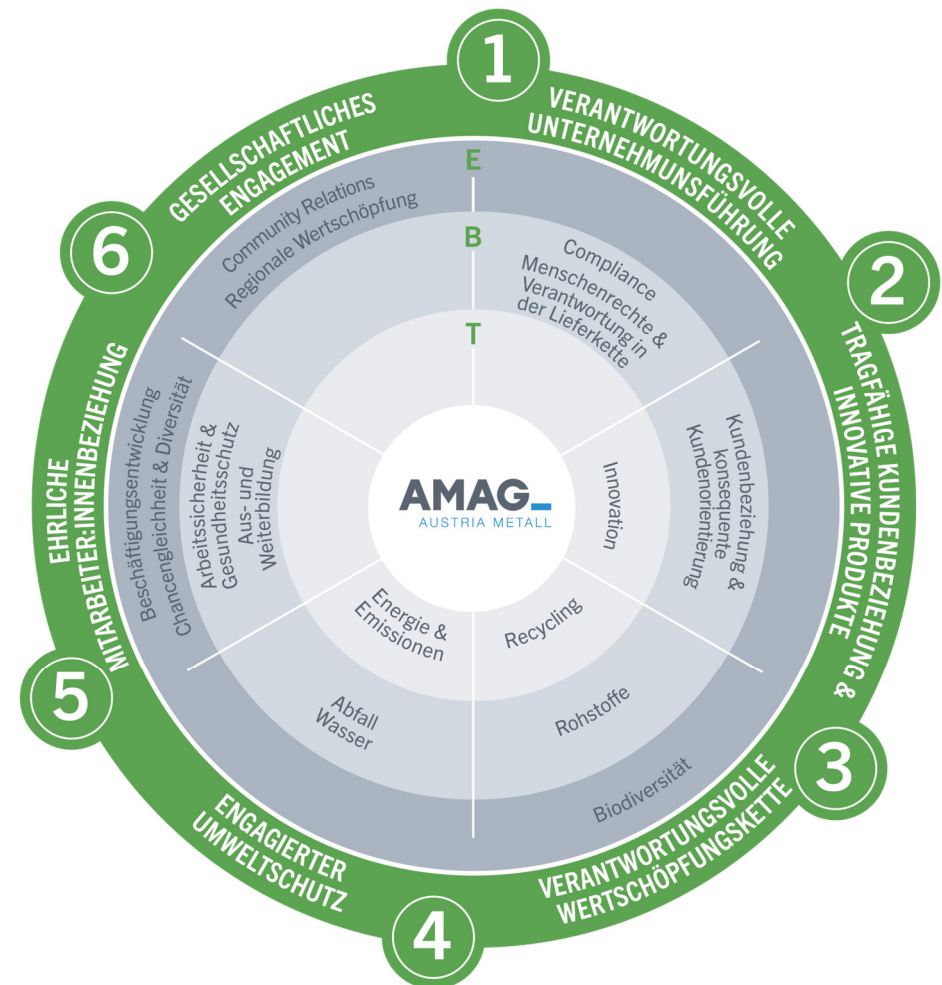 1
VERANTWORTUNGSVOLLE
UNTERNEHMUNSFÜHRUNG
2
TRAGFÄHIGE KUNDENBEZIEHUNG &
INNOVATIVE PRODUKTE
3
VERANTWORTUNGSVOLLE
WERTSCHÖPFUNGSKETTE
4
ENGAGIERTER
UMWELTSCHUTZ
5
EHRLICHE
MITARBEITER:INNENBEZIEHUNG
6
GESELLSCHAFTLICHES
ENGAGEMENT
E
B
T
Compliance
Menschenrechte &
Verantwortung in
der Lieferkette
Kundenbeziehung &
konsequente
Kundenorientierung
Innovation
Recycling
Rohstoffe
Biodiversität
Energie &
Emissionen
Abfall
Wasser
Beschäftigungsentwicklung
Chancengleichheit & Diversität
Arbeitssicherheit &
Gesundheitsschutz
Aus- und
Weiterbildung
Community Relations
Regionale Wertschöpfung
AMAG_
AUSTRIA METALL